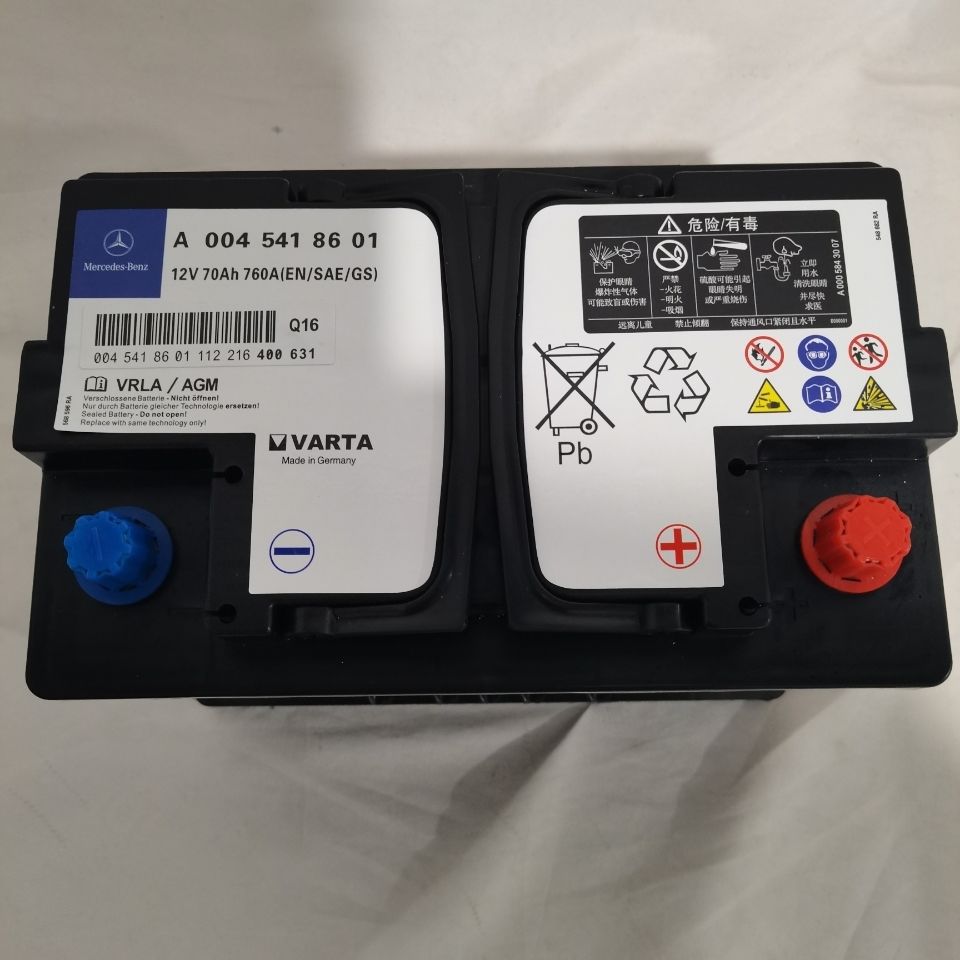 Mercedes-Benz
A 004 541 86 01
12V 70Ah 760A(EN/SAE/GS)
Q16
004 541 86 01 112 216 400 631
VRLA / AGM
Verschlossene Batterie - Nicht öffnen!
Nur durch Batterie gleicher Technologie ersetzen!
Sealed Battery - Do not open!
Replace with same technology only!
568 596 RA
VARTA
Made in Germany
危险/有毒
保护眼睛
爆炸性气体
可能致盲或伤害
严禁
-火花
-明火
-吸烟
硫酸可能引起
眼睛失明
或严重烧伤
立即
用水
清洗眼睛
并尽快
求医
远离儿童 禁止倾翻 保持通风口紧闭且水平
A 000 584 30 07
548 682 RA
Pb